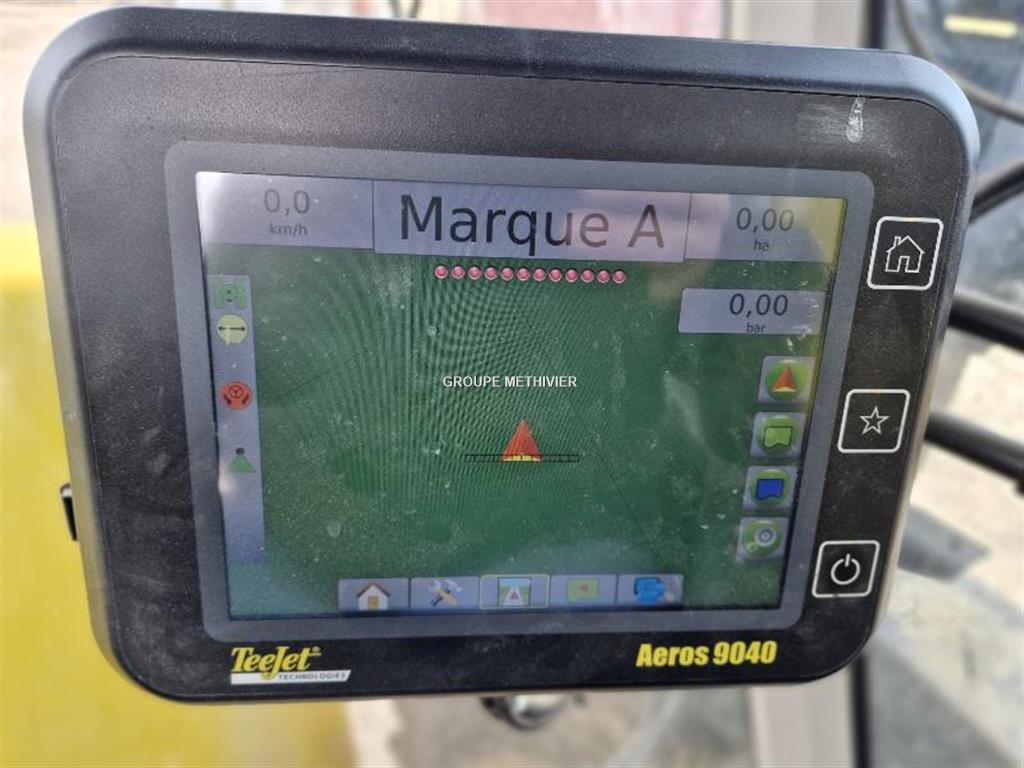 0,0
km/h
Marque A
0,00
ha
0,00
bar
GROUPE METHIVIER
TeeJet®
TECHNOLOGIES
Aeros 9040